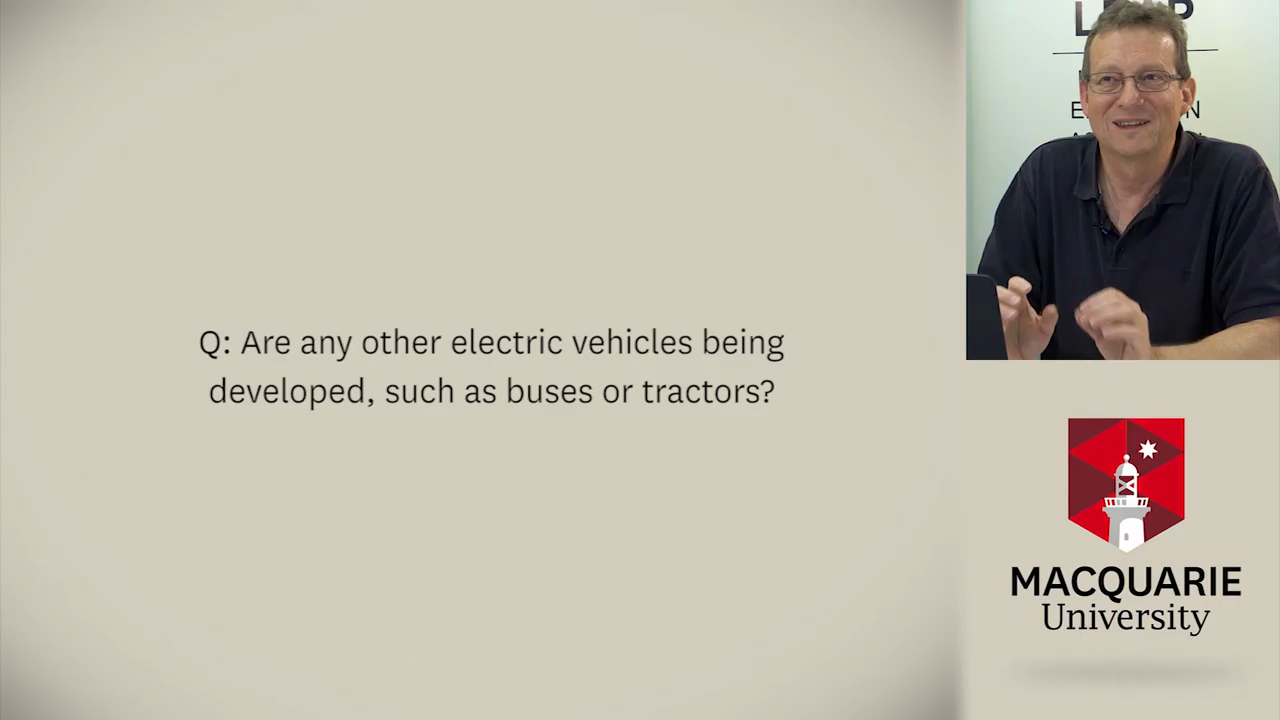 Q: Are any other electric vehicles being
developed, such as buses or tractors?
MACQUARIE
University